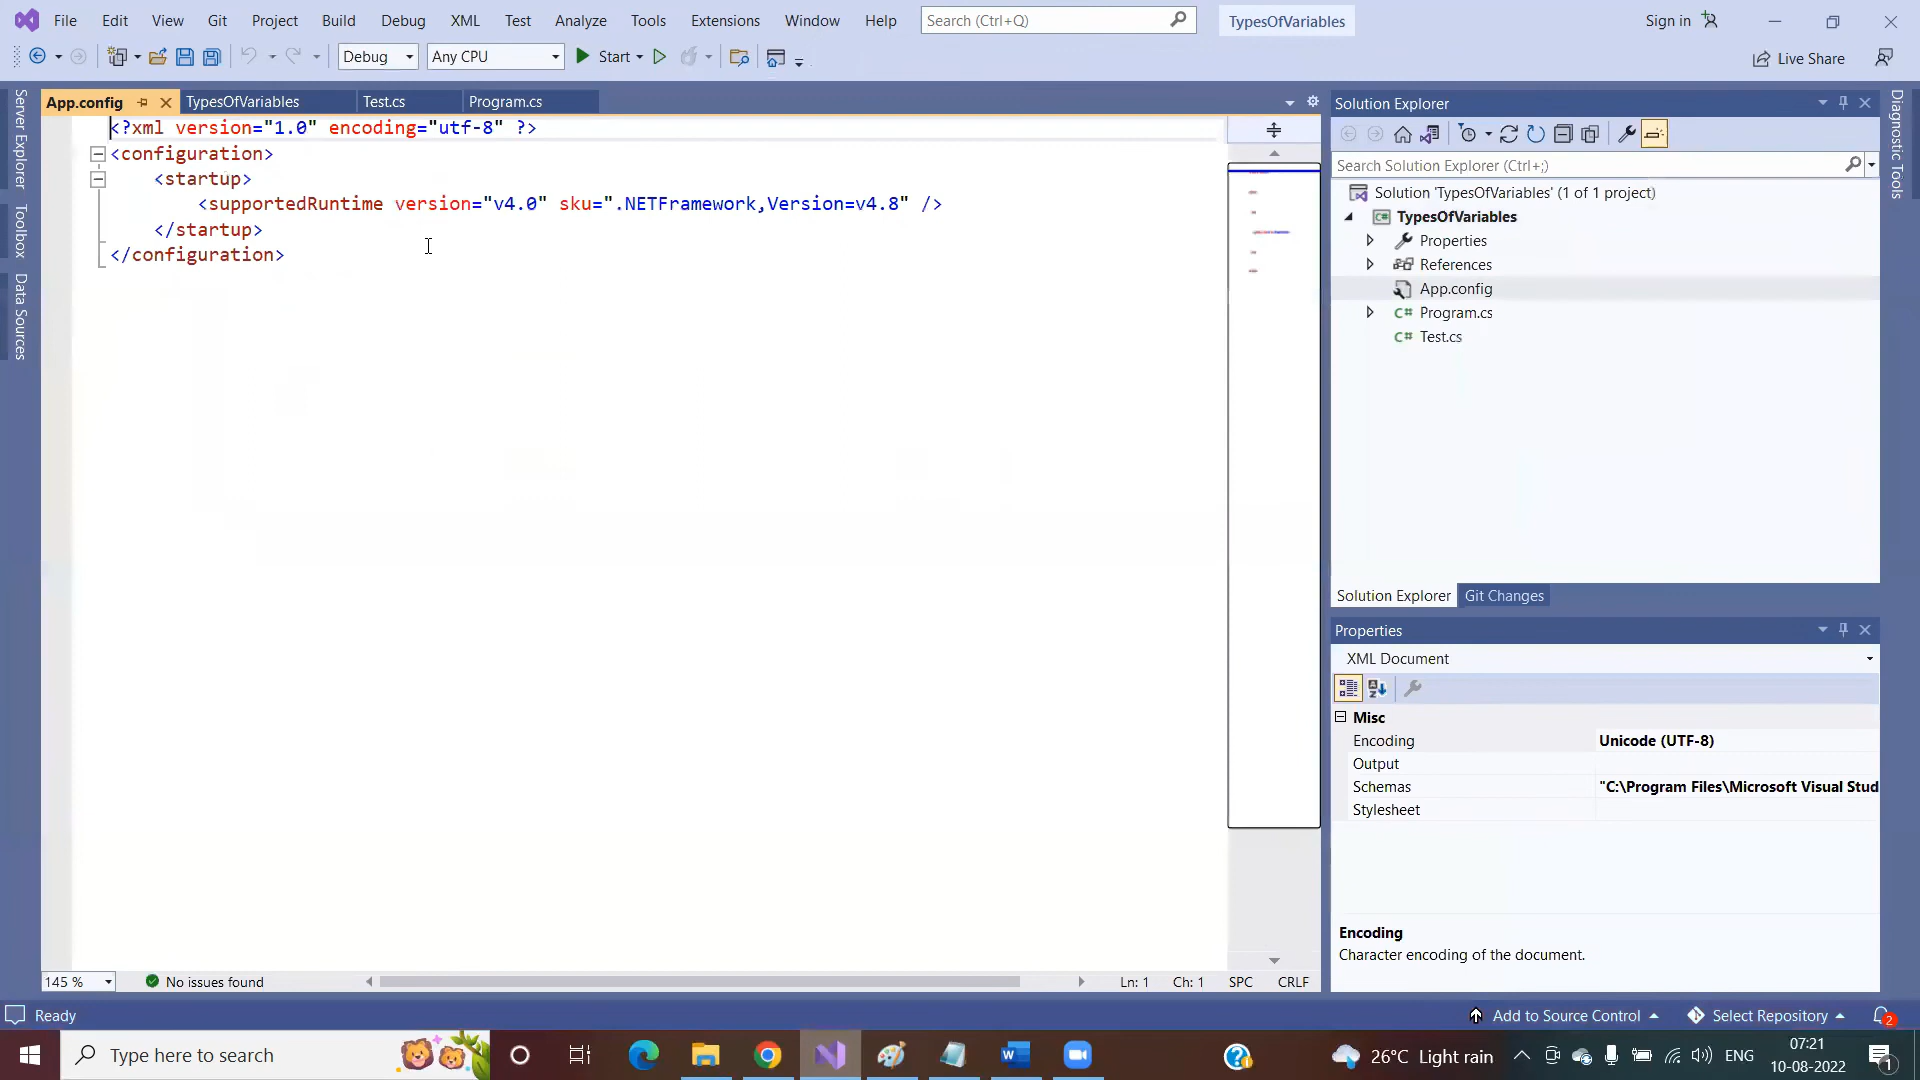 File Edit View Git Project Build Debug XML Test Analyze Tools Extensions Window Help Search (Ctrl+Q) TypesOfVariables Sign in
Debug Any CPU Start Live Share
App.config TypesOfVariables Test.cs Program.cs
Server Explorer
Toolbox
Data Sources
<?xml version="1.0" encoding="utf-8" ?>
<configuration>
<startup>
<supportedRuntime version="v4.0" sku=".NETFramework,Version=v4.8" />
</startup>
</configuration>
145 % No issues found Ln: 1 Ch: 1 SPC CRLF
Solution Explorer
Search Solution Explorer (Ctrl+;)
Solution 'TypesOfVariables' (1 of 1 project)
C# TypesOfVariables
Properties
References
App.config
C# Program.cs
C# Test.cs
Solution Explorer Git Changes
Properties
XML Document
Misc
Encoding Unicode (UTF-8)
Output
Schemas "C:\Program Files\Microsoft Visual Stud
Stylesheet
Encoding
Character encoding of the document.
Diagnostic Tools
Ready Add to Source Control Select Repository 2
Type here to search 26°C Light rain ENG 07:21
10-08-2022 1